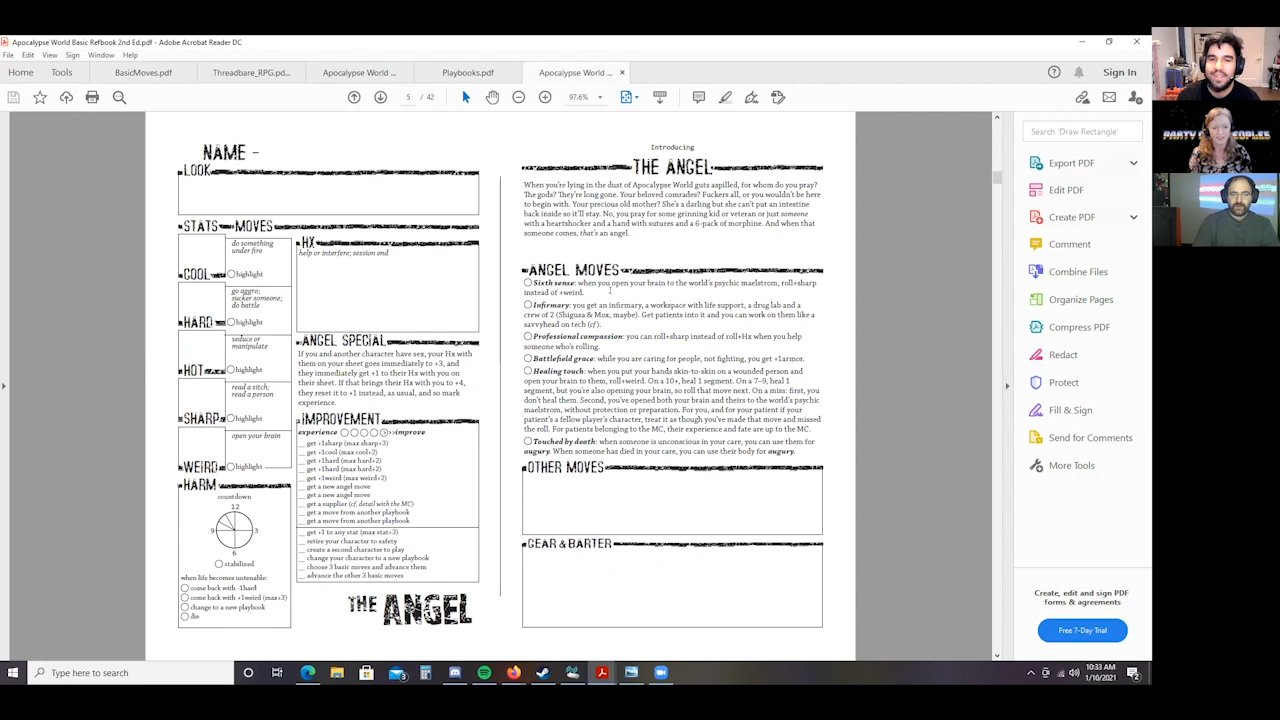 Apocalypse World Basic Refbook 2nd Ed.pdf - Adobe Acrobat Reader DC
File Edit View Sign Window Help
Home Tools BasicMoves.pdf Threadbare_RPG.pd... Apocalypse World ... Playbooks.pdf Apocalypse World ... × Sign In
5 / 42 97.6%
NAME -
LOOK
STATS MOVES
do something
under fire
COOL highlight
go aggro;
sucker someone;
do battle
HARD highlight
seduce or
manipulate
HOT highlight
read a sitch;
read a person
SHARP highlight
open your brain
WEIRD highlight
HARM
countdown
12
9 3
6
stabilized
when life becomes untenable:
come back with -1hard
come back with +1weird (max+3)
change to a new playbook
die
HX
help or interfere; session end
ANGEL SPECIAL
If you and another character have sex, your Hx with
them on your sheet goes immediately to +3, and
they immediately get +1 to their Hx with you on
their sheet. If that brings their Hx with you to +4,
they reset it to +1 instead, as usual, and so mark
experience.
IMPROVEMENT
experience >>improve
__ get +1sharp (max sharp+3)
__ get +1cool (max cool+2)
__ get +1hard (max hard+2)
__ get +1hard (max hard+2)
__ get +1weird (max weird+2)
__ get a new angel move
__ get a new angel move
__ get a supplier (cf, detail with the MC)
__ get a move from another playbook
__ get a move from another playbook
__ get +1 to any stat (max stat+3)
__ retire your character to safety
__ create a second character to play
__ change your character to a new playbook
__ choose 3 basic moves and advance them
__ advance the other 3 basic moves
THE ANGEL
Introducing
THE ANGEL
When you're lying in the dust of Apocalypse World guts aspilled, for whom do you pray?
The gods? They're long gone. Your beloved comrades? Fuckers all, or you wouldn't be here
to begin with. Your precious old mother? She's a darling but she can't put an intestine
back inside so it'll stay. No, you pray for some grinning kid or veteran or just someone
with a heartshocker and a hand with sutures and a 6-pack of morphine. And when that
someone comes, that's an angel.
ANGEL MOVES
Sixth sense: when you open your brain to the world's psychic maelstrom, roll+sharp
instead of +weird.
Infirmary: you get an infirmary, a workspace with life support, a drug lab and a
crew of 2 (Shigusa & Mox, maybe). Get patients into it and you can work on them like a
savvyhead on tech (cf).
Professional compassion: you can roll+sharp instead of roll+Hx when you help
someone who's rolling.
Battlefield grace: while you are caring for people, not fighting, you get +1armor.
Healing touch: when you put your hands skin-to-skin on a wounded person and
open your brain to them, roll+weird. On a 10+, heal 1 segment. On a 7–9, heal 1
segment, but you're also opening your brain, so roll that move next. On a miss: first, you
don't heal them. Second, you've opened both your brain and theirs to the world's psychic
maelstrom, without protection or preparation. For you, and for your patient if your
patient's a fellow player's character, treat it as though you've made that move and missed
the roll. For patients belonging to the MC, their experience and fate are up to the MC.
Touched by death: when someone is unconscious in your care, you can use them for
augury. When someone has died in your care, you can use their body for augury.
OTHER MOVES
GEAR & BARTER
Search 'Draw Rectangle'
Export PDF
Edit PDF
Create PDF
Comment
Combine Files
Organize Pages
Compress PDF
Redact
Protect
Fill & Sign
Send for Comments
More Tools
Create, edit and sign PDF
forms & agreements
Free 7-Day Trial
Type here to search
10:33 AM
1/10/2021